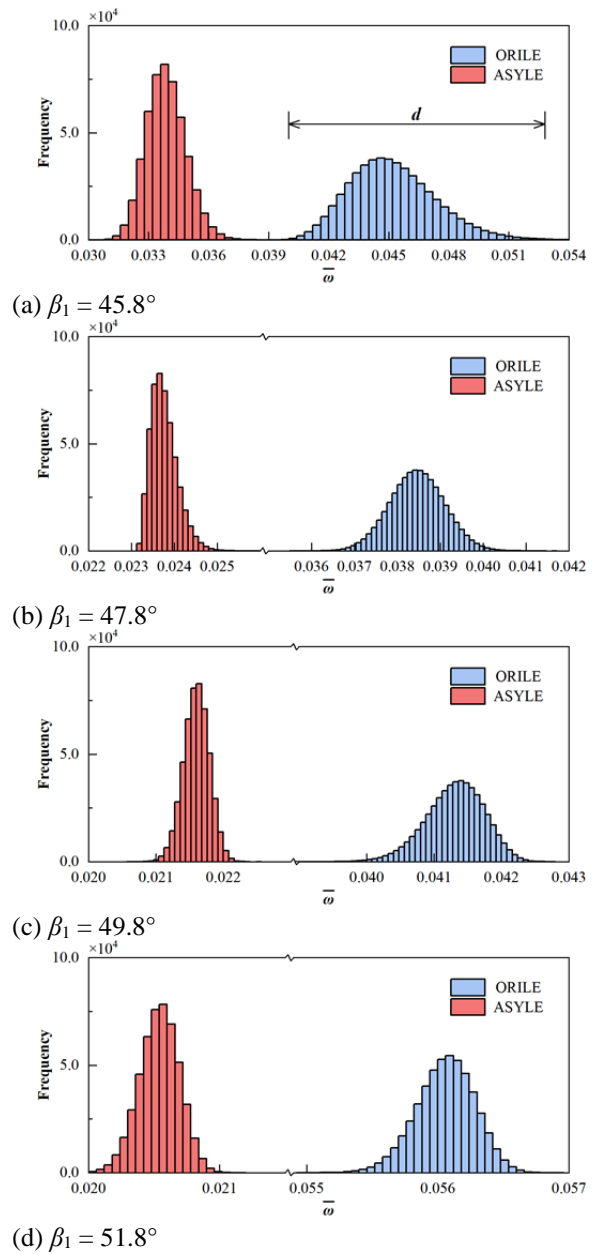 ×10⁴
10.0
ORILE
ASYLE
d
5.0
Frequency
0.0
0.030 0.033 0.036 0.039 0.042 0.045 0.048 0.051 0.054
ω̅
(a) β₁ = 45.8°
×10⁴
10.0
ORILE
ASYLE
5.0
Frequency
0.0
0.022 0.023 0.024 0.025 0.036 0.037 0.038 0.039 0.040 0.041 0.042
ω̅
(b) β₁ = 47.8°
×10⁴
10.0
ORILE
ASYLE
5.0
Frequency
0.0
0.020 0.021 0.022 0.040 0.041 0.042 0.043
ω̅
(c) β₁ = 49.8°
×10⁴
10.0
ORILE
ASYLE
5.0
Frequency
0.0
0.020 0.021 0.055 0.056 0.057
ω̅
(d) β₁ = 51.8°